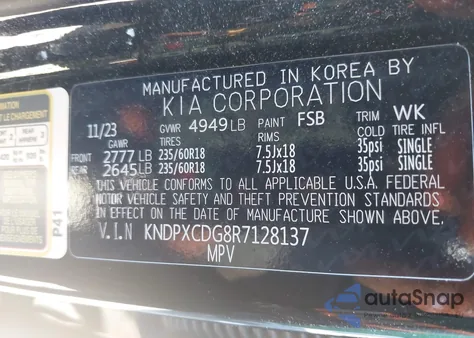 MANUFACTURED IN KOREA BY
KIA CORPORATION
11/23 GVWR 4949 LB PAINT FSB TRIM WK
GAWR TIRES RIMS COLD TIRE INFL
FRONT 2777 LB 235/60R18 7.5Jx18 35psi SINGLE
REAR 2645 LB 235/60R18 7.5Jx18 35psi SINGLE
THIS VEHICLE CONFORMS TO ALL APPLICABLE U.S.A. FEDERAL
MOTOR VEHICLE SAFETY AND THEFT PREVENTION STANDARDS
IN EFFECT ON THE DATE OF MANUFACTURE SHOWN ABOVE.
V.I.N KNDPXCDG8R7128137
MPV
P41
autoSnap